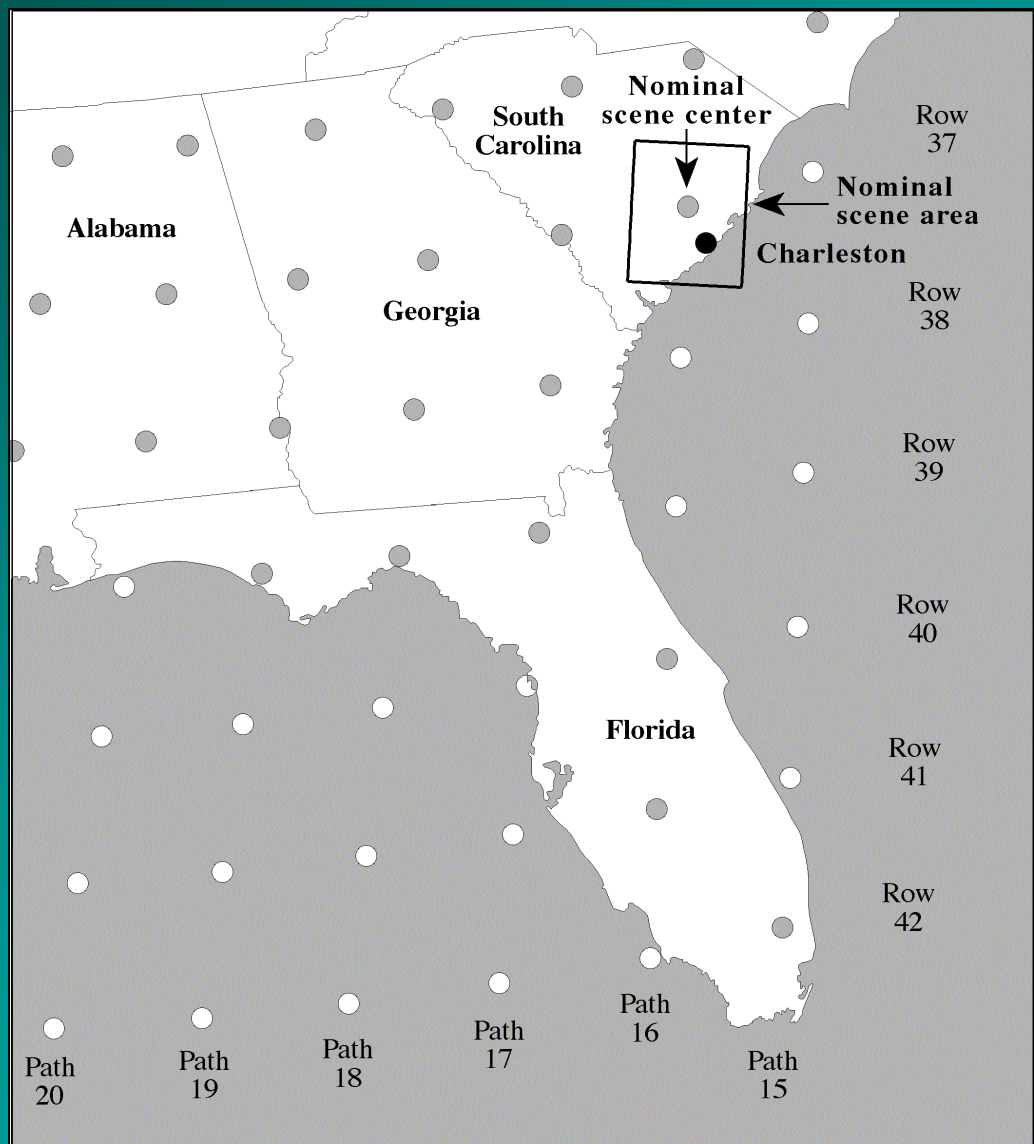 Nominal
scene center
South
Carolina
Row
37
Nominal
scene area
Alabama
Charleston
Georgia
Row
38
Row
39
Row
40
Florida
Row
41
Row
42
Path
16
Path
17
Path
18
Path
19
Path
20
Path
15